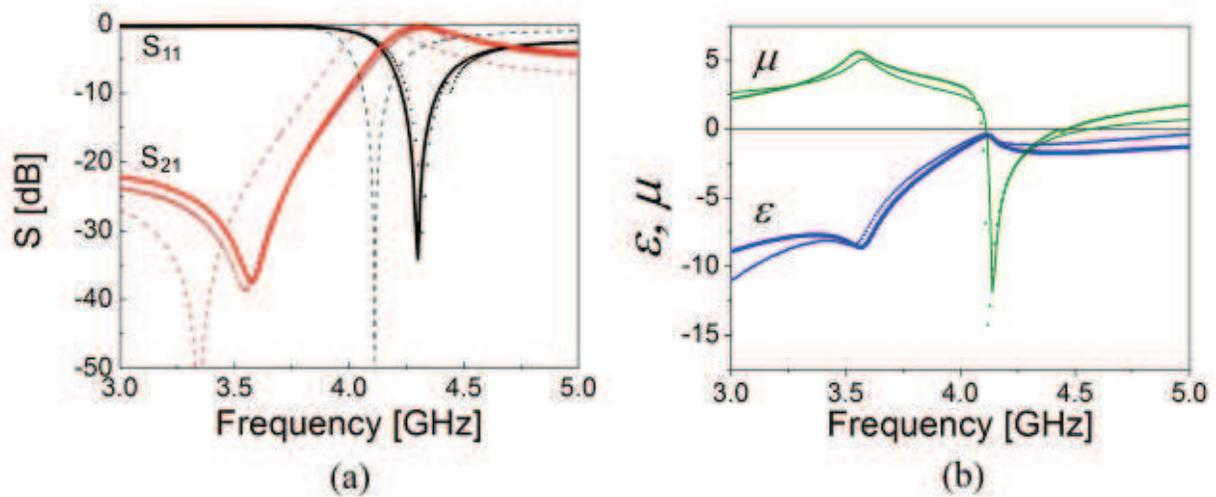 0
-10
-20
-30
-40
-50
S [dB]
S11
S21
3.0 3.5 4.0 4.5 5.0
Frequency [GHz]
(a)
5
0
-5
-10
-15
ε, μ
μ
ε
3.0 3.5 4.0 4.5 5.0
Frequency [GHz]
(b)